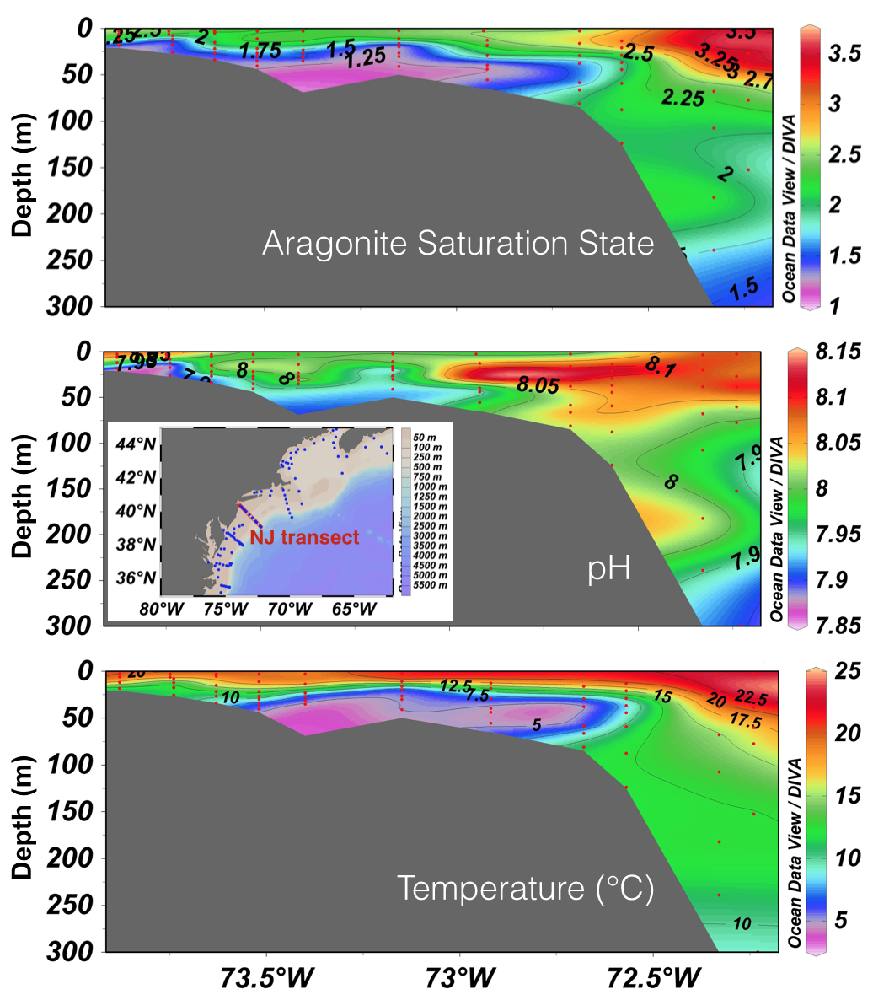 0
50
100
150
200
250
300
Depth (m)
2.5
2
1.75
1.5
1.25
2.5
3.5
3.25
3
2.25
2
1.5
Aragonite Saturation State
Ocean Data View / DIVA
3.5
3
2.5
2
1.5
1
0
50
100
150
200
250
300
Depth (m)
7.95
8
8
8.05
8.1
8
7.9
7.9
pH
Ocean Data View / DIVA
8.15
8.1
8.05
8
7.95
7.9
7.85
44°N
42°N
40°N
38°N
36°N
80°W 75°W 70°W 65°W
NJ transect
50 m
100 m
250 m
500 m
750 m
1000 m
1250 m
1500 m
2000 m
2500 m
3000 m
3500 m
4000 m
4500 m
5000 m
5500 m
0
50
100
150
200
250
300
Depth (m)
20
10
12.5
7.5
5
15
20
22.5
17.5
10
Temperature (°C)
Ocean Data View / DIVA
25
20
15
10
5
73.5°W 73°W 72.5°W